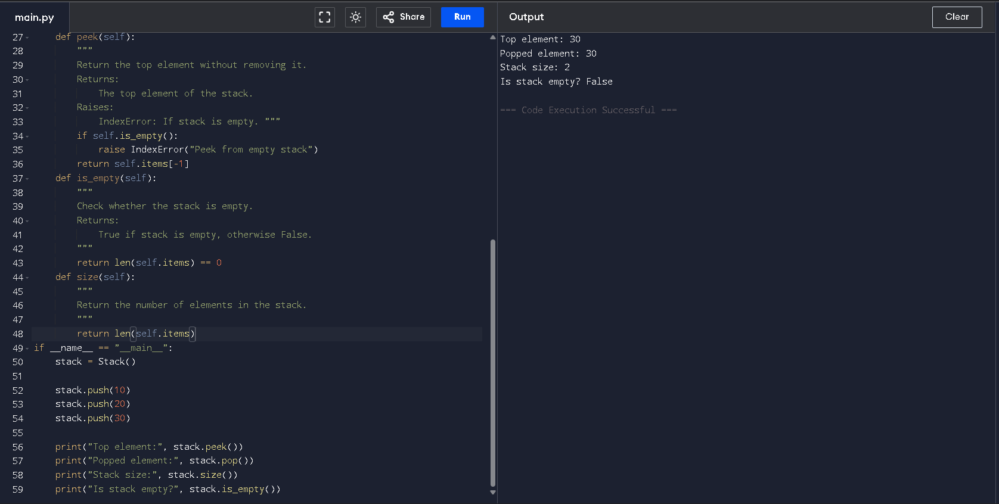 main.py
Share
Run
Output
Clear
27 def peek(self):
28 """
29 Return the top element without removing it.
30 Returns:
31 The top element of the stack.
32 Raises:
33 IndexError: If stack is empty. """
34 if self.is_empty():
35 raise IndexError("Peek from empty stack")
36 return self.items[-1]
37 def is_empty(self):
38 """
39 Check whether the stack is empty.
40 Returns:
41 True if stack is empty, otherwise False.
42 """
43 return len(self.items) == 0
44 def size(self):
45 """
46 Return the number of elements in the stack.
47 """
48 return len(self.items)
49 if __name__ == "__main__":
50 stack = Stack()
51
52 stack.push(10)
53 stack.push(20)
54 stack.push(30)
55
56 print("Top element:", stack.peek())
57 print("Popped element:", stack.pop())
58 print("Stack size:", stack.size())
59 print("Is stack empty?", stack.is_empty())
Top element: 30
Popped element: 30
Stack size: 2
Is stack empty? False
=== Code Execution Successful ===